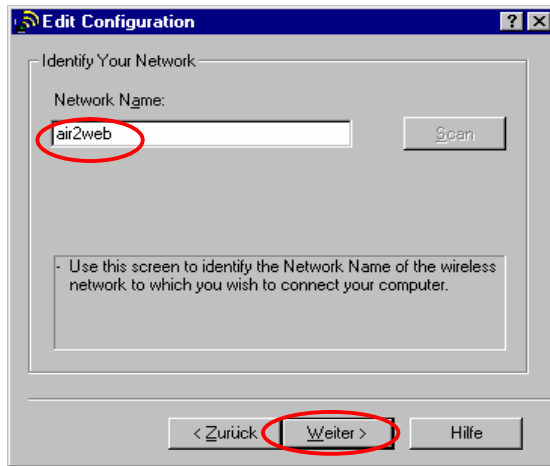 Edit Configuration
Identify Your Network
Network Name:
air2web
Scan
- Use this screen to identify the Network Name of the wireless
network to which you wish to connect your computer.
< Zurück
Weiter >
Hilfe